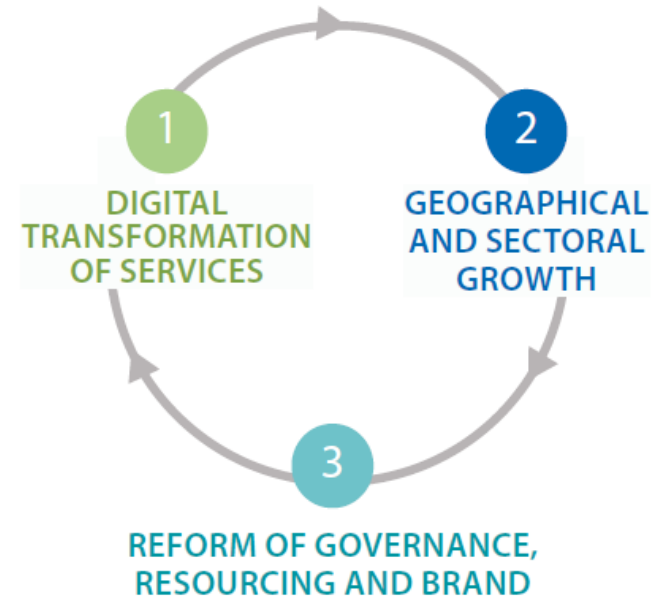 1
DIGITAL
TRANSFORMATION
OF SERVICES
2
GEOGRAPHICAL
AND SECTORAL
GROWTH
3
REFORM OF GOVERNANCE,
RESOURCING AND BRAND